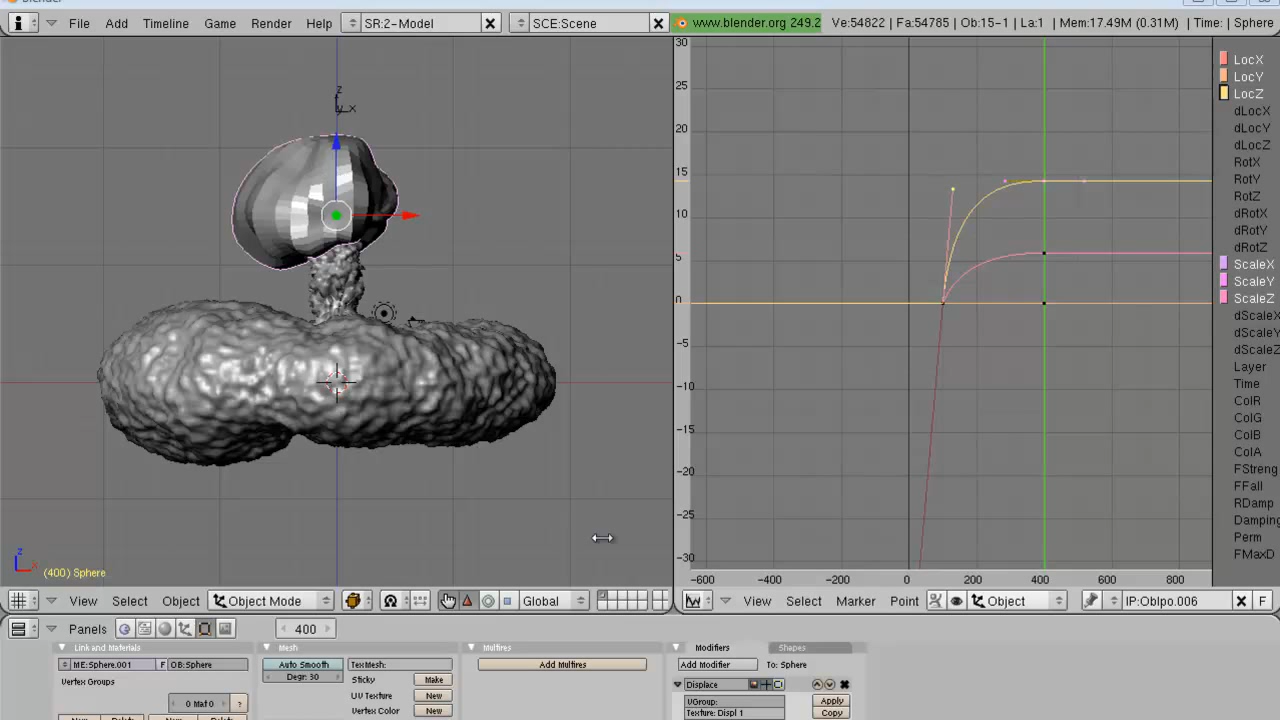 Blender
File Add Timeline Game Render Help SR:2-Model SCE:Scene www.blender.org 249.2 Ve:54822 | Fa:54785 | Ob:15-1 | La:1 | Mem:17.49M (0.31M) | Time: | Sphere
z
y x
z
x
(400) Sphere
30
25
20
15
10
5
0
-5
-10
-15
-20
-25
-30
-600 -400 -200 0 200 400 600 800
LocX
LocY
LocZ
dLocX
dLocY
dLocZ
RotX
RotY
RotZ
dRotX
dRotY
dRotZ
ScaleX
ScaleY
ScaleZ
dScaleX
dScaleY
dScaleZ
Layer
Time
ColR
ColG
ColB
ColA
FStreng
FFall
RDamp
Damping
Perm
FMaxD
View Select Object Object Mode Global
View Select Marker Point Object IP:ObIpo.006 F
Panels 400
Link and Materials
ME:Sphere.001 F OB:Sphere
Vertex Groups
0 Mat 0 ?
New Delete New Delete
Mesh
Auto Smooth
Degr: 30
TexMesh:
Sticky Make
UV Texture New
Vertex Color New
Multires
Add Multires
Modifiers Shapes
Add Modifier To: Sphere
Displace
VGroup:
Texture: Displ 1
Apply
Copy